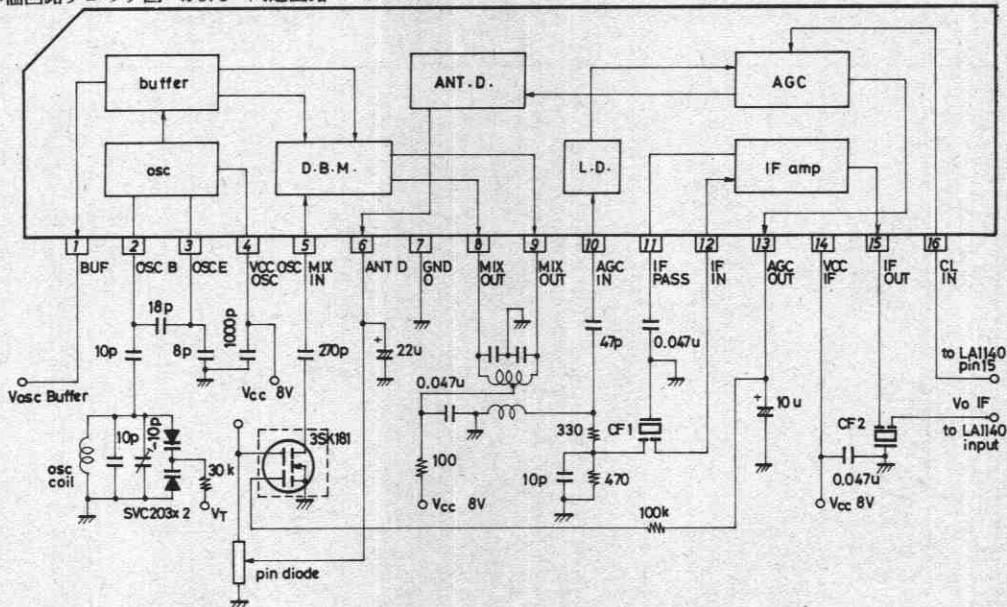 buffer
ANT.D.
AGC
osc
D.B.M.
L.D.
IF amp
1 2 3 4 5 6 7 8 9 10 11 12 13 14 15 16
BUF
OSC B
OSC E
VCC OSC
MIX IN
ANT D
GND O
MIX OUT
MIX OUT
AGC IN
IF PASS
IF IN
AGC OUT
VCC IF
IF OUT
CL IN
18p
10p
8p
1000p
Vcc 8V
270p
+
22u
0.047u
47p
0.047u
to LA1140
pin15
Vosc Buffer
10p
~10p
osc
coil
30k
SVC203x2
VT
3SK181
100
Vcc 8V
330
CF1
10p
470
+
10u
CF2
Vo IF
to LA1140
input
0.047u
Vcc 8V
100k
pin diode